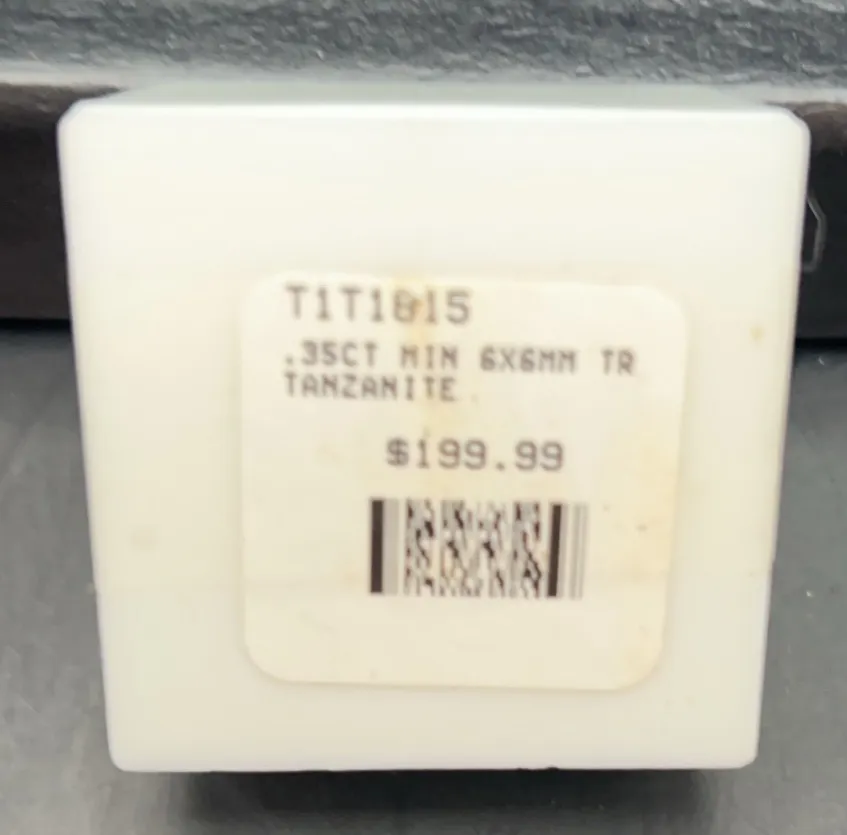 T1T1815
.35CT MIN 6X6MM TR
TANZANITE
$199.99